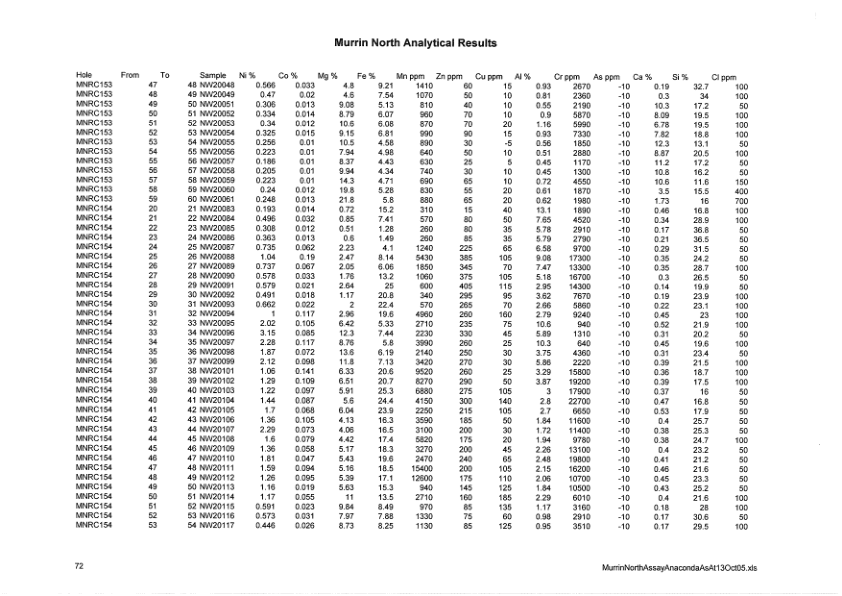 Murrin North Analytical Results
Hole From To Sample Ni % Co % Mg % Fe % Mn ppm Zn ppm Cu ppm Al % Cr ppm As ppm Ca % Si % Cl ppm
MNRC153 47 48 NW20048 0.566 0.033 4.8 9.21 1410 60 15 0.93 2670 -10 0.19 32.7 100
MNRC153 48 49 NW20049 0.47 0.02 4.6 7.54 1070 50 10 0.81 2360 -10 0.3 34 100
MNRC153 49 50 NW20051 0.306 0.013 9.08 5.13 810 40 10 0.55 2190 -10 10.3 17.2 50
MNRC153 50 51 NW20052 0.334 0.014 8.79 6.07 960 70 10 0.9 5870 -10 8.09 19.5 100
MNRC153 51 52 NW20053 0.34 0.012 10.6 6.08 870 70 20 1.16 5990 -10 6.78 19.5 100
MNRC153 52 53 NW20054 0.325 0.015 9.15 6.81 990 90 15 0.93 7330 -10 7.82 18.8 100
MNRC153 53 54 NW20055 0.256 0.01 10.5 4.58 890 30 -5 0.56 1850 -10 12.3 13.1 50
MNRC153 54 55 NW20056 0.223 0.01 7.94 4.98 640 50 10 0.51 2880 -10 8.87 20.5 100
MNRC153 55 56 NW20057 0.186 0.01 8.37 4.43 630 25 5 0.45 1170 -10 11.2 17.2 50
MNRC153 56 57 NW20058 0.205 0.01 9.94 4.34 740 30 10 0.45 1300 -10 10.8 16.2 50
MNRC153 57 58 NW20059 0.223 0.01 14.3 4.71 690 65 10 0.72 4550 -10 10.6 11.6 150
MNRC153 58 59 NW20060 0.24 0.012 19.8 5.28 830 55 20 0.61 1870 -10 3.5 15.5 400
MNRC153 59 60 NW20061 0.248 0.013 21.8 5.8 880 65 20 0.62 1980 -10 1.73 16 700
MNRC154 20 21 NW20083 0.193 0.014 0.72 15.2 310 15 40 13.1 1890 -10 0.46 16.8 100
MNRC154 21 22 NW20084 0.496 0.032 0.85 7.41 570 80 50 7.65 4520 -10 0.34 28.9 100
MNRC154 22 23 NW20085 0.308 0.012 0.51 1.28 260 80 35 5.78 2910 -10 0.17 36.8 50
MNRC154 23 24 NW20086 0.363 0.013 0.6 1.49 260 85 35 5.79 2790 -10 0.21 36.5 50
MNRC154 24 25 NW20087 0.735 0.062 2.23 4.1 1240 225 65 6.58 9700 -10 0.29 31.5 50
MNRC154 25 26 NW20088 1.04 0.19 2.47 8.14 5430 385 105 9.08 17300 -10 0.35 24.2 50
MNRC154 26 27 NW20089 0.737 0.067 2.05 6.06 1850 345 70 7.47 13300 -10 0.35 28.7 100
MNRC154 27 28 NW20090 0.578 0.033 1.76 13.2 1060 375 105 5.18 16700 -10 0.3 26.5 50
MNRC154 28 29 NW20091 0.579 0.021 2.64 25 600 405 115 2.95 14300 -10 0.14 19.9 50
MNRC154 29 30 NW20092 0.491 0.018 1.17 20.8 340 295 95 3.62 7670 -10 0.19 23.9 100
MNRC154 30 31 NW20093 0.662 0.022 2 22.4 570 265 70 2.66 5860 -10 0.22 23.1 100
MNRC154 31 32 NW20094 1 0.117 2.96 19.6 4960 260 160 2.79 9240 -10 0.45 23 100
MNRC154 32 33 NW20095 2.02 0.105 6.42 5.33 2710 235 75 10.6 940 -10 0.52 21.9 100
MNRC154 33 34 NW20096 3.15 0.085 12.3 7.44 2230 330 45 5.89 1310 -10 0.31 20.2 50
MNRC154 34 35 NW20097 2.28 0.117 8.76 5.8 3990 260 25 10.3 640 -10 0.45 19.6 100
MNRC154 35 36 NW20098 1.87 0.072 13.6 6.19 2140 250 30 3.75 4360 -10 0.31 23.4 50
MNRC154 36 37 NW20099 2.12 0.098 11.8 7.13 3420 270 30 5.86 2220 -10 0.39 21.5 100
MNRC154 37 38 NW20101 1.06 0.141 6.33 20.6 9520 260 25 3.29 15800 -10 0.36 18.7 100
MNRC154 38 39 NW20102 1.29 0.109 6.51 20.7 8270 290 50 3.87 19200 -10 0.39 17.5 100
MNRC154 39 40 NW20103 1.22 0.097 5.91 25.3 6880 275 105 3 17900 -10 0.37 16 50
MNRC154 40 41 NW20104 1.44 0.087 5.6 24.4 4150 300 140 2.8 22700 -10 0.47 16.8 50
MNRC154 41 42 NW20105 1.7 0.068 6.04 23.9 2250 215 105 2.7 6650 -10 0.53 17.9 50
MNRC154 42 43 NW20106 1.36 0.105 4.13 16.3 3590 185 50 1.84 11600 -10 0.4 25.7 50
MNRC154 43 44 NW20107 2.29 0.073 4.06 16.5 3100 200 30 1.72 11400 -10 0.38 25.3 50
MNRC154 44 45 NW20108 1.6 0.079 4.42 17.4 5820 175 20 1.94 9780 -10 0.38 24.7 100
MNRC154 45 46 NW20109 1.36 0.058 5.17 18.3 3270 200 45 2.26 13100 -10 0.4 23.2 50
MNRC154 46 47 NW20110 1.81 0.047 5.43 19.6 2470 240 65 2.48 19800 -10 0.41 21.2 50
MNRC154 47 48 NW20111 1.59 0.094 5.16 18.5 15400 200 105 2.15 16200 -10 0.46 21.6 50
MNRC154 48 49 NW20112 1.26 0.095 5.39 17.1 12600 175 110 2.06 10700 -10 0.45 23.3 50
MNRC154 49 50 NW20113 1.16 0.019 5.63 15.3 940 145 125 1.84 10500 -10 0.43 25.2 50
MNRC154 50 51 NW20114 1.17 0.055 11 13.5 2710 160 185 2.29 6010 -10 0.4 21.6 100
MNRC154 51 52 NW20115 0.591 0.023 9.84 8.49 970 85 135 1.17 3160 -10 0.18 28 100
MNRC154 52 53 NW20116 0.573 0.031 7.97 7.88 1330 75 60 0.98 2910 -10 0.17 30.6 50
MNRC154 53 54 NW20117 0.446 0.026 8.73 8.25 1130 85 125 0.95 3510 -10 0.17 29.5 100
72 MurrinNorthAssayAnacondaAsAt13Oct05.xls